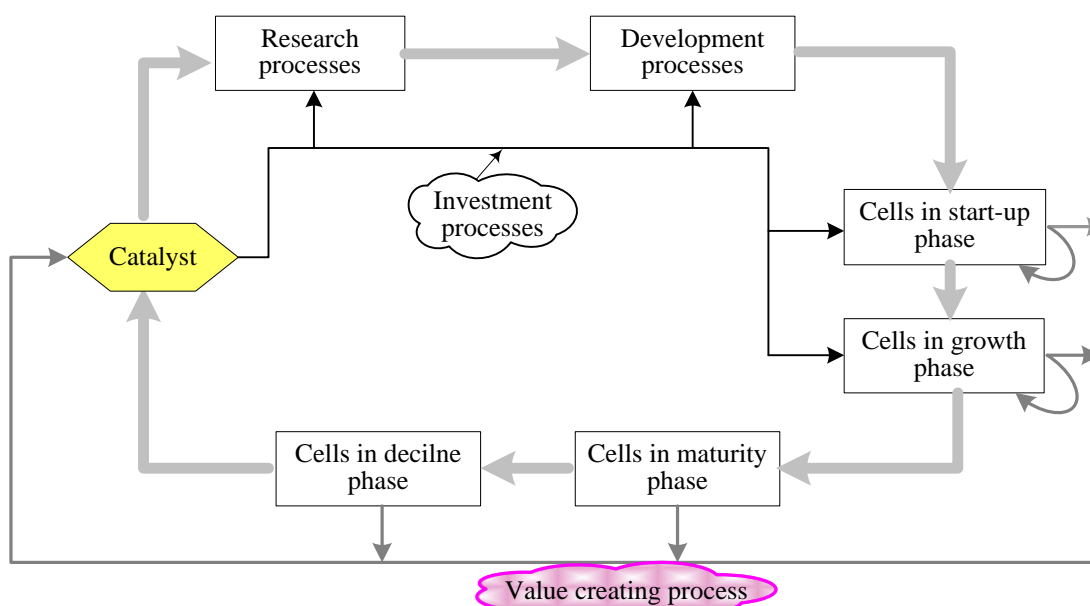 Research
processes
Development
processes
Investment
processes
Cells in start-up
phase
Catalyst
Cells in growth
phase
Cells in decilne
phase
Cells in maturity
phase
Value creating process